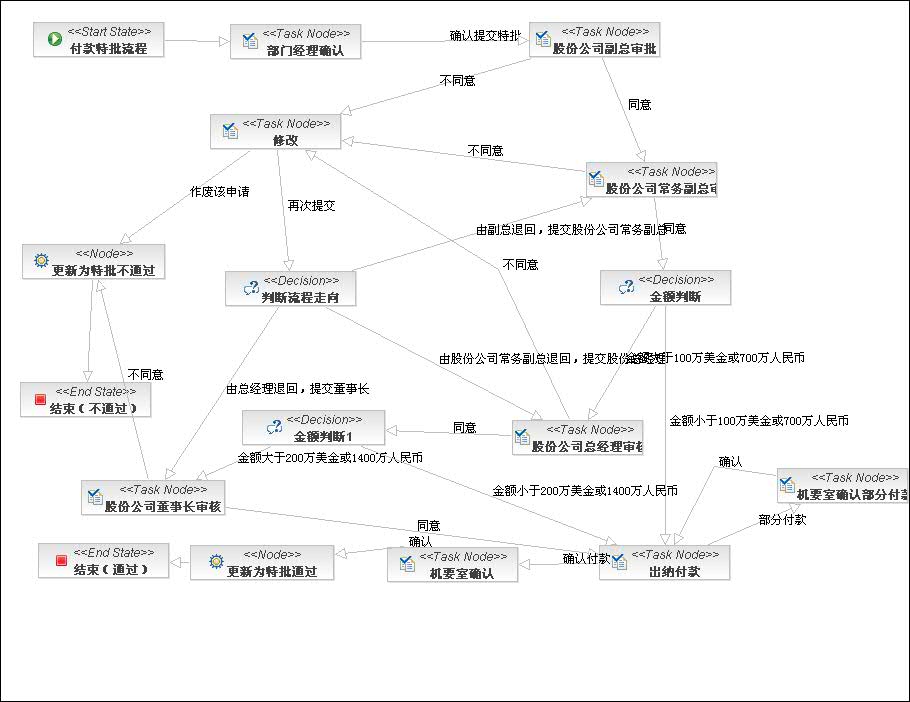 <<Start State>>
付款特批流程
<<Task Node>>
部门经理确认
确认提交特批
<<Task Node>>
股份公司副总审批
不同意
同意
<<Task Node>>
修改
不同意
<<Task Node>>
股份公司常务副总审
作废该申请
再次提交
由副总退回，提交股份公司常务副总
同意
<<Node>>
更新为特批不通过
不同意
<<Decision>>
判断流程走向
<<Decision>>
金额判断
由股份公司常务副总退回，提交股份
金额大于100万美金或700万人民币
不同意
<<End State>>
结束（不通过）
由总经理退回，提交董事长
<<Decision>>
金额判断1
同意
<<Task Node>>
股份公司总经理审核
金额小于100万美金或700万人民币
金额大于200万美金或1400万人民币
确认
<<Task Node>>
机要室确认部分付款
<<Task Node>>
股份公司董事长审核
金额小于200万美金或1400万人民币
部分付款
同意
确认
<<End State>>
结束（通过）
<<Node>>
更新为特批通过
<<Task Node>>
机要室确认
确认付款
<<Task Node>>
出纳付款